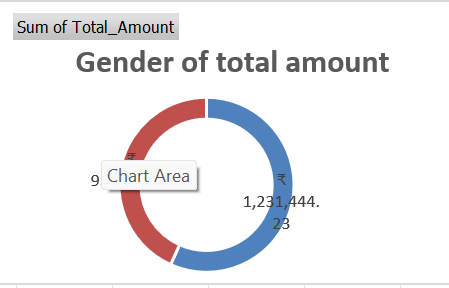 Sum of Total_Amount
Gender of total amount
₹
9
Chart Area
₹
1,231,444.
23